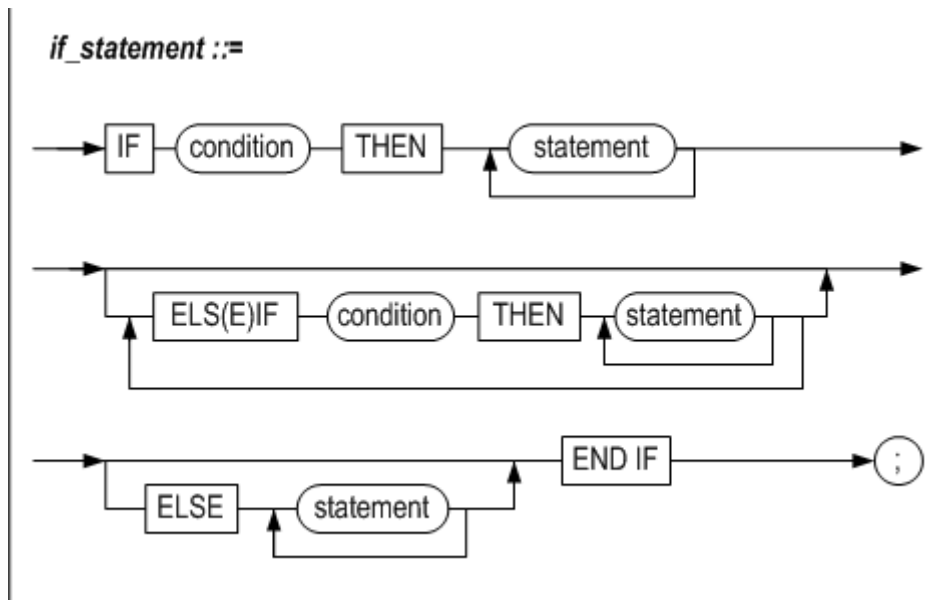 if_statement ::=
IF condition THEN statement
ELS(E)IF condition THEN statement
ELSE statement END IF ;